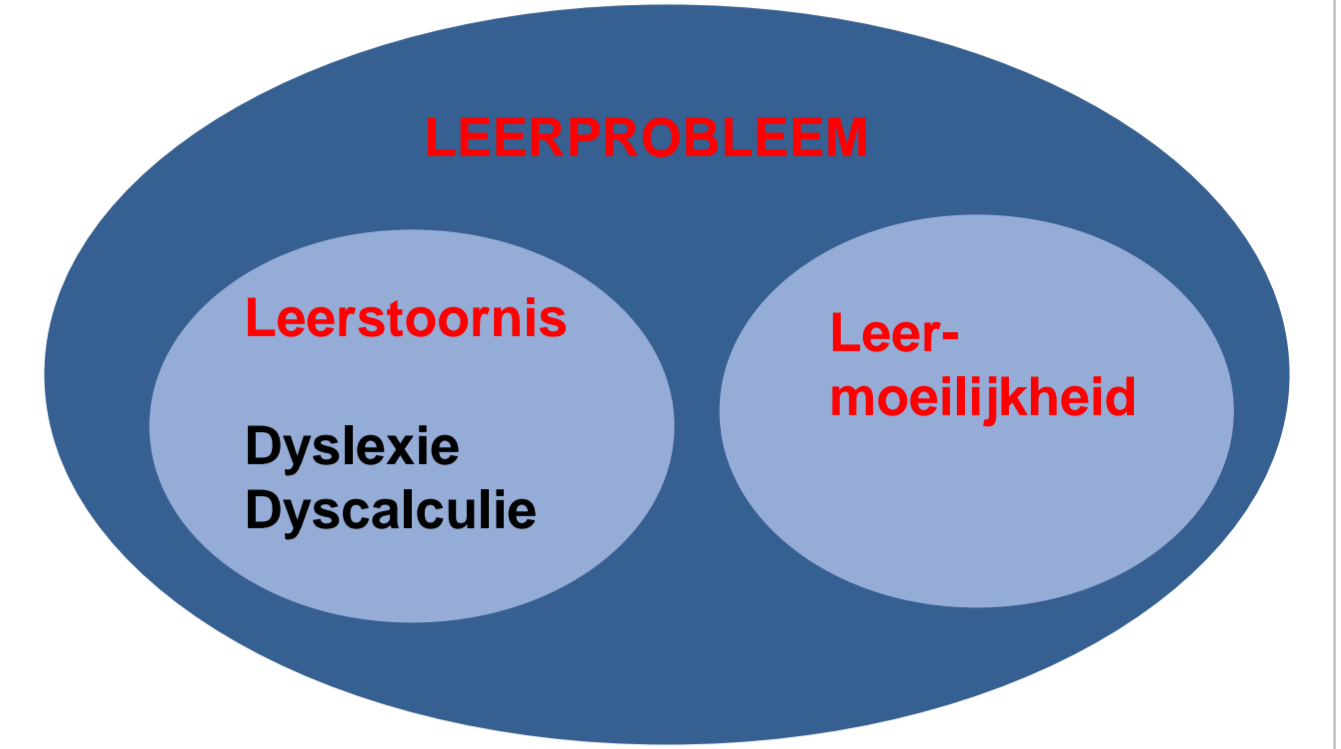 LEERPROBLEEM
Leerstoornis
Dyslexie
Dyscalculie
Leer-
moeilijkheid